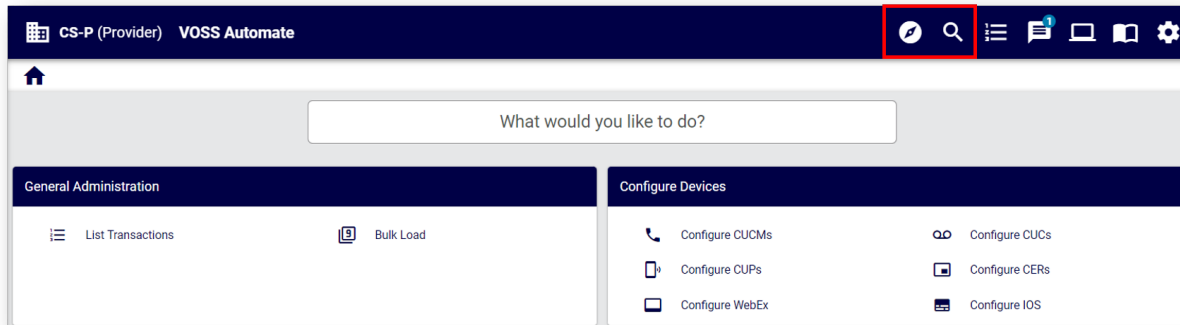 CS-P (Provider) VOSS Automate
1
What would you like to do?
General Administration
List Transactions
9
Bulk Load
Configure Devices
Configure CUCMs
Configure CUCs
Configure CUPs
Configure CERs
Configure WebEx
Configure IOS